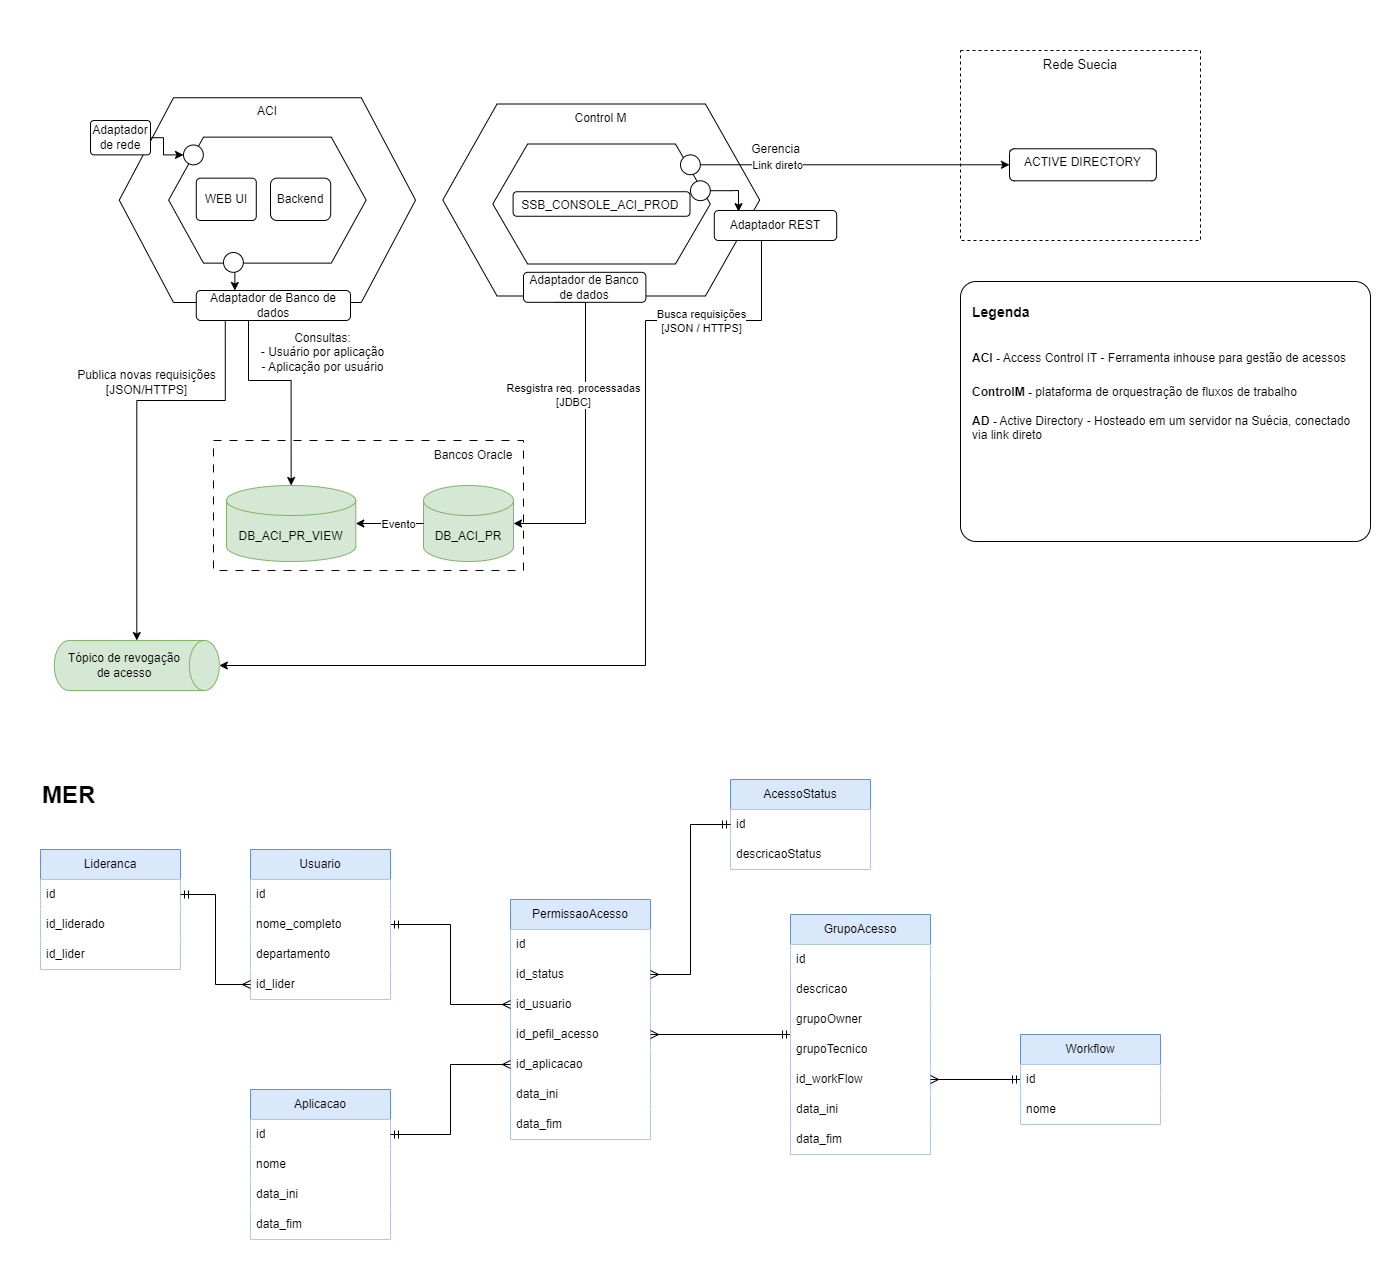 Rede Suecia
ACI
Control M
Adaptador
de rede
Gerencia
Link direto
ACTIVE DIRECTORY
WEB UI
Backend
SSB_CONSOLE_ACI_PROD
Adaptador REST
Adaptador de Banco de
dados
Adaptador de Banco
de dados
Busca requisições
[JSON / HTTPS]
Consultas:
- Usuário por aplicação
- Aplicação por usuário
Publica novas requisições
[JSON/HTTPS]
Resgistra req. processadas
[JDBC]
Legenda
ACI - Access Control IT - Ferramenta inhouse para gestão de acessos
ControlM - plataforma de orquestração de fluxos de trabalho
AD - Active Directory - Hosteado em um servidor na Suécia, conectado
via link direto
Bancos Oracle
DB_ACI_PR_VIEW
Evento
DB_ACI_PR
Tópico de revogação
de acesso
MER
Lideranca
id
id_liderado
id_lider
Usuario
id
nome_completo
departamento
id_lider
Aplicacao
id
nome
data_ini
data_fim
PermissaoAcesso
id
id_status
id_usuario
id_pefil_acesso
id_aplicacao
data_ini
data_fim
AcessoStatus
id
descricaoStatus
GrupoAcesso
id
descricao
grupoOwner
grupoTecnico
id_workFlow
data_ini
data_fim
Workflow
id
nome